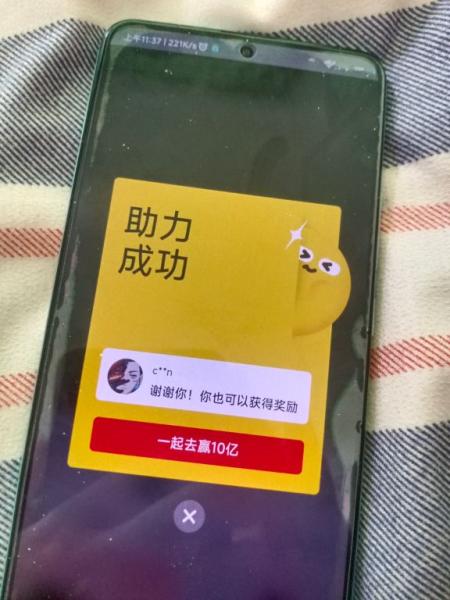 上午11:37 | 221K/s
助力
成功
c**n
谢谢你！你也可以获得奖励
一起去赢10亿